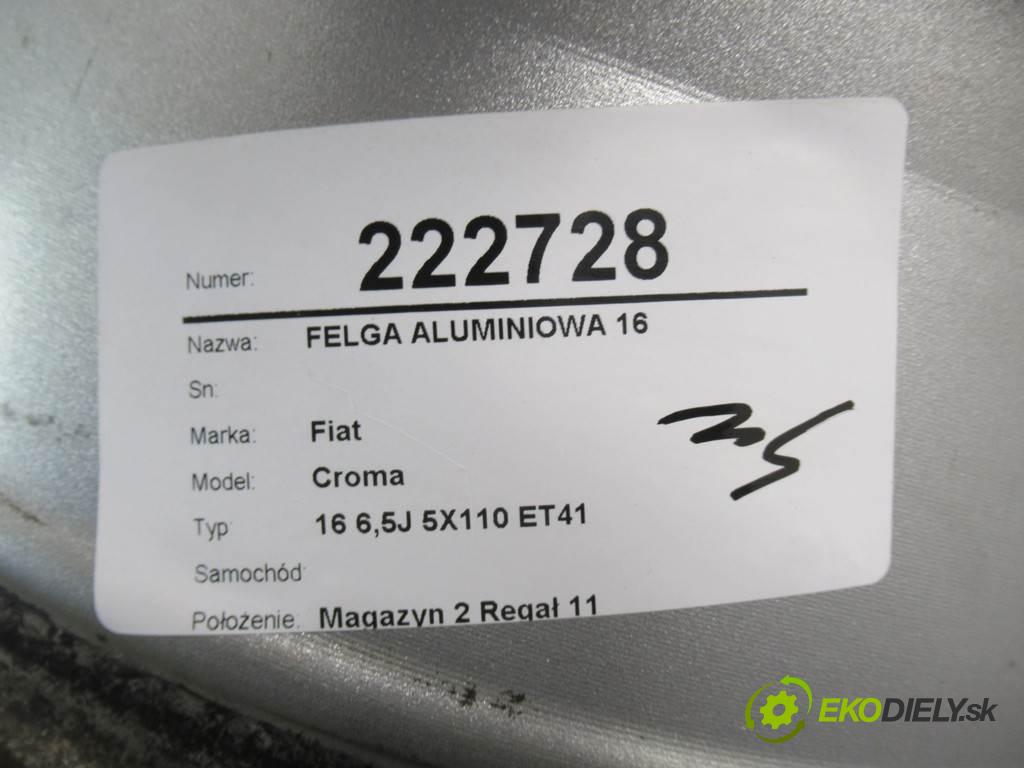 Numer: 222728
Nazwa: FELGA ALUMINIOWA 16
Sn:
Marka: Fiat
Model: Croma
Typ: 16 6,5J 5X110 ET41
Samochód:
Położenie: Magazyn 2 Regał 11
EKODIELY.sk